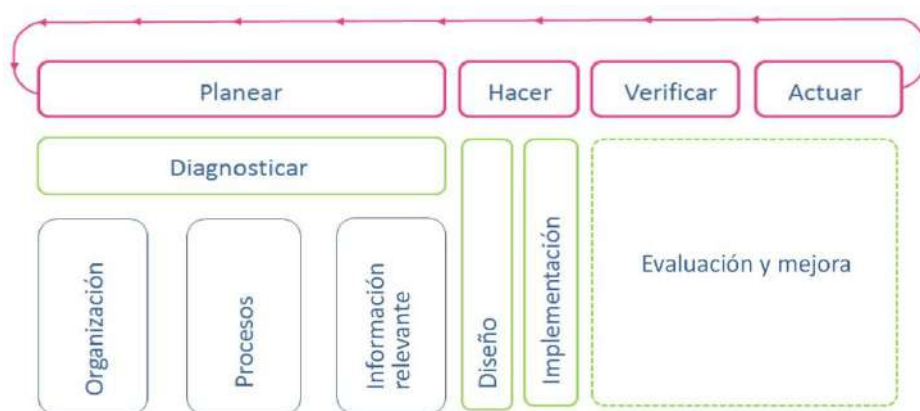 Planear
Hacer
Verificar
Actuar
Diagnosticar
Organización
Procesos
Información
relevante
Diseño
Implementación
Evaluación y mejora